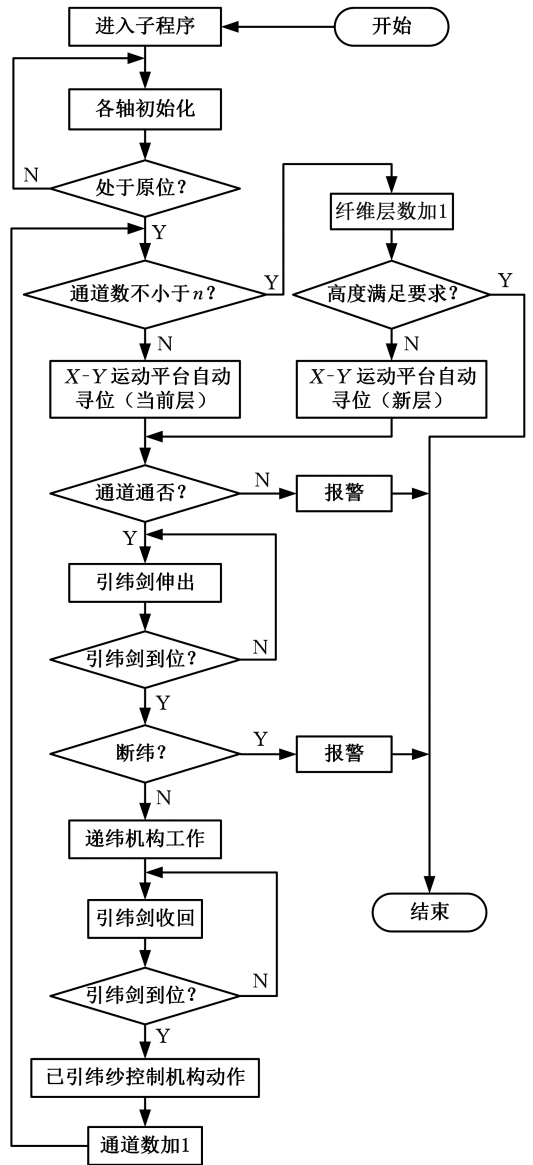 进入子程序
开始
各轴初始化
N
处于原位？
Y
纤维层数加1
通道数不小于n？
Y
高度满足要求？
Y
N
N
X-Y 运动平台自动
寻位（当前层）
X-Y 运动平台自动
寻位（新层）
通道通否？
N
报警
Y
引纬剑伸出
引纬剑到位？
N
Y
断纬？
Y
报警
N
递纬机构工作
引纬剑收回
结束
引纬剑到位？
N
Y
已引纬纱控制机构动作
通道数加1